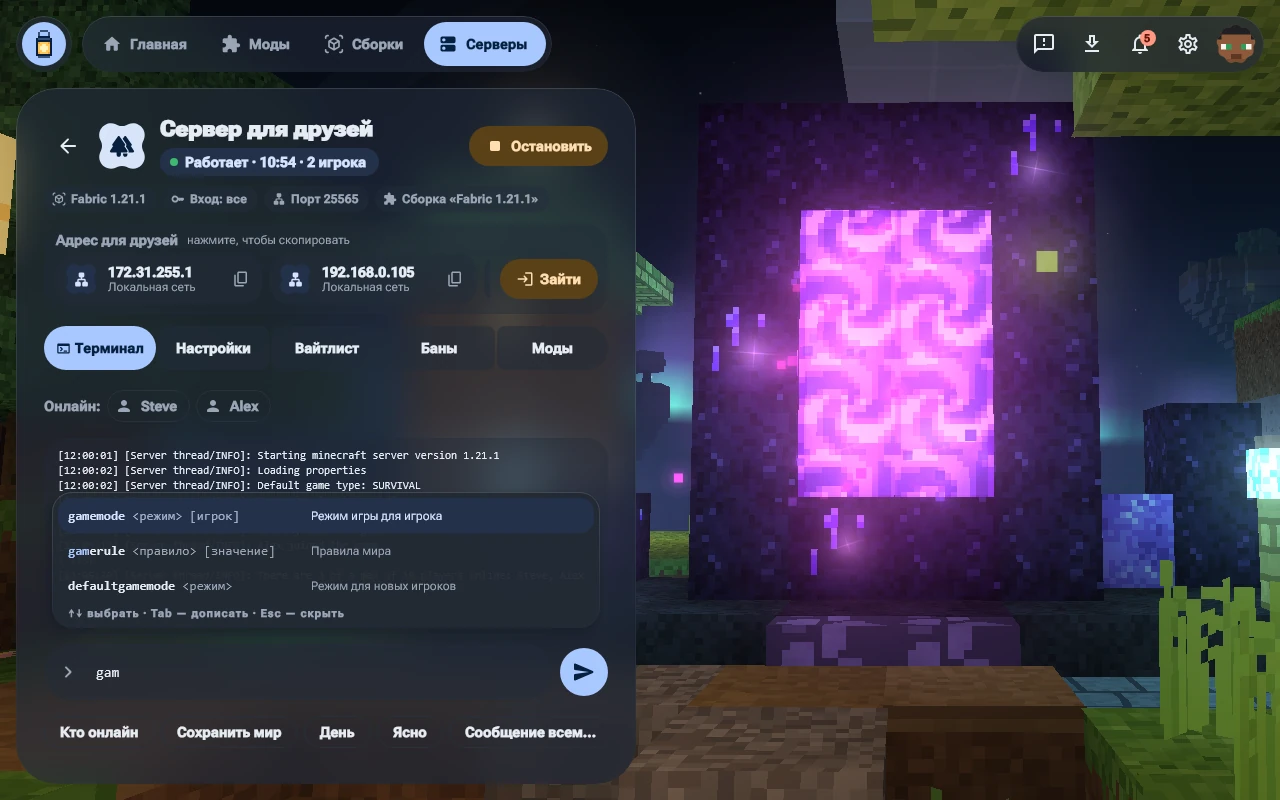 Главная Моды Сборки Серверы
5
Сервер для друзей
Работает · 10:54 · 2 игрока
Остановить
Fabric 1.21.1 Вход: все Порт 25565 Сборка «Fabric 1.21.1»
Адрес для друзей нажмите, чтобы скопировать
172.31.255.1
Локальная сеть
192.168.0.105
Локальная сеть
Зайти
Терминал Настройки Вайтлист Баны Моды
Онлайн: Steve Alex
[12:00:01] [Server thread/INFO]: Starting minecraft server version 1.21.1
[12:00:02] [Server thread/INFO]: Loading properties
[12:00:02] [Server thread/INFO]: Default game type: SURVIVAL
gamemode <режим> [игрок] Режим игры для игрока
gamerule <правило> [значение] Правила мира
defaultgamemode <режим> Режим для новых игроков
↑↓ выбрать · Tab — дописать · Esc — скрыть
gam
Кто онлайн Сохранить мир День Ясно Сообщение всем...